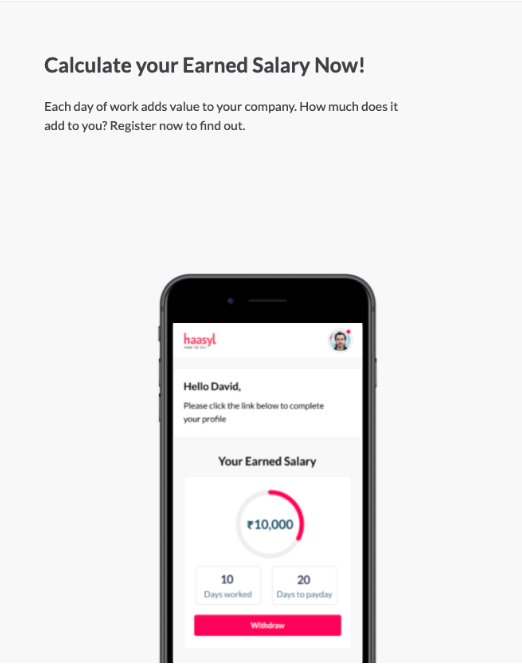 Calculate your Earned Salary Now!
Each day of work adds value to your company. How much does it
add to you? Register now to find out.
haasyl
Hello David,
Please click the link below to complete
your profile
Your Earned Salary
₹10,000
10
Days worked
20
Days to payday
Withdraw